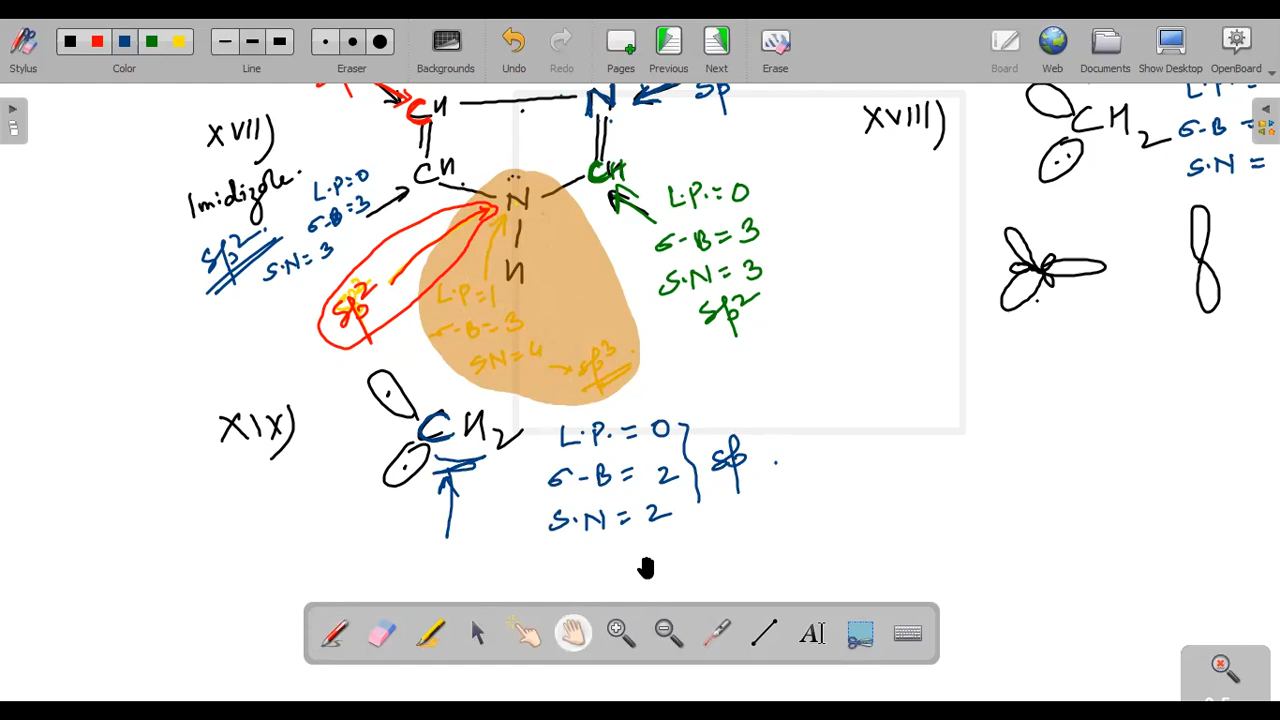 Stylus
Color
Line
Eraser
Backgrounds
Undo
Redo
Pages
Previous
Next
Erase
Board
Web
Documents
Show Desktop
OpenBoard
CH
N
sp
XVII)
Imidizole.
CH
CH
N
H
L.P=0
σ-B=3
S.N=3
sp²
sp²
L.P=1
σ-B=3
SN=4 → sp³
L.P.=0
σ-B=3
S.N=3
sp²
XVIII)
CH₂
L.P.=
σ-B=
S.N=
XIX)
CH₂
L.P.=0
σ-B=2
S.N=2
sp